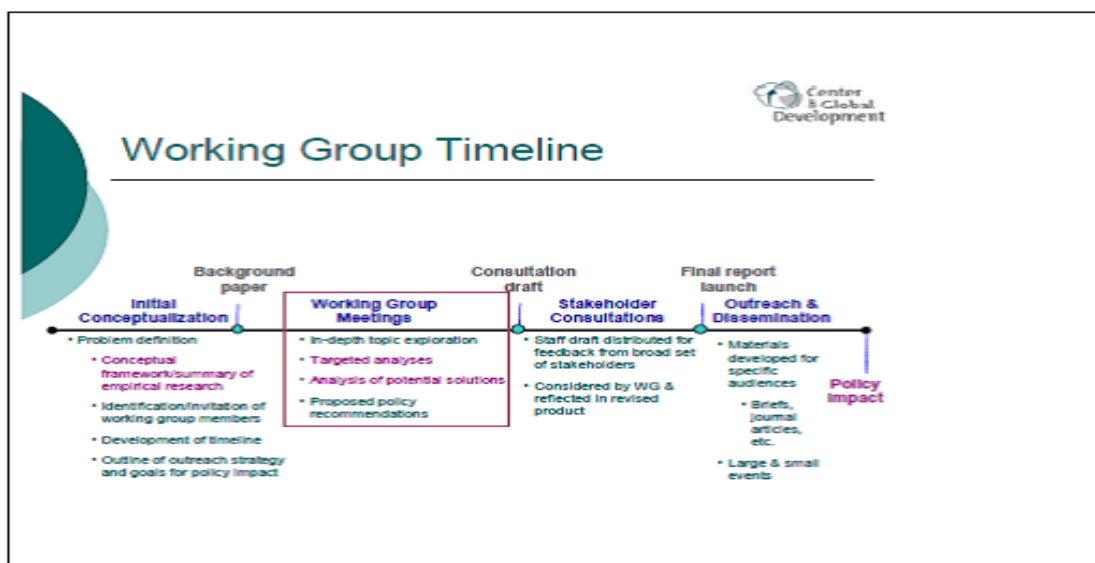 Center
& Global
Development
Working Group Timeline
Background
paper
Consultation
draft
Final report
launch
Initial
Conceptualization
Working Group
Meetings
Stakeholder
Consultations
Outreach &
Dissemination
• Problem definition
• Conceptual
framework/summary of
empirical research
• Identification/invitation of
working group members
• Development of timeline
• Outline of outreach strategy
and goals for policy impact
• In-depth topic exploration
• Targeted analyses
• Analysis of potential solutions
• Proposed policy
recommendations
• Staff draft distributed for
feedback from broad set
of stakeholders
• Considered by WG &
reflected in revised
product
• Materials
developed for
specific
audiences
• Briefs,
journal
articles,
etc.
• Large & small
events
Policy
Impact